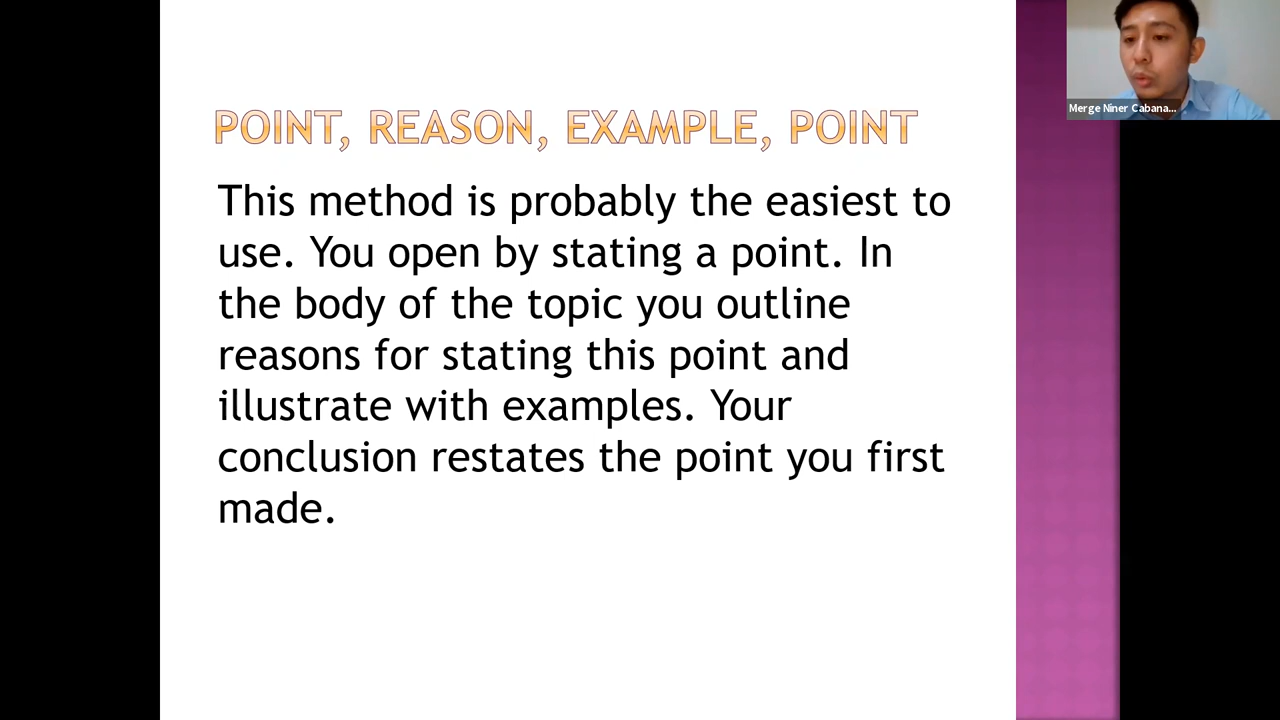 POINT, REASON, EXAMPLE, POINT
This method is probably the easiest to
use. You open by stating a point. In
the body of the topic you outline
reasons for stating this point and
illustrate with examples. Your
conclusion restates the point you first
made.
Merge Niner Cabana...